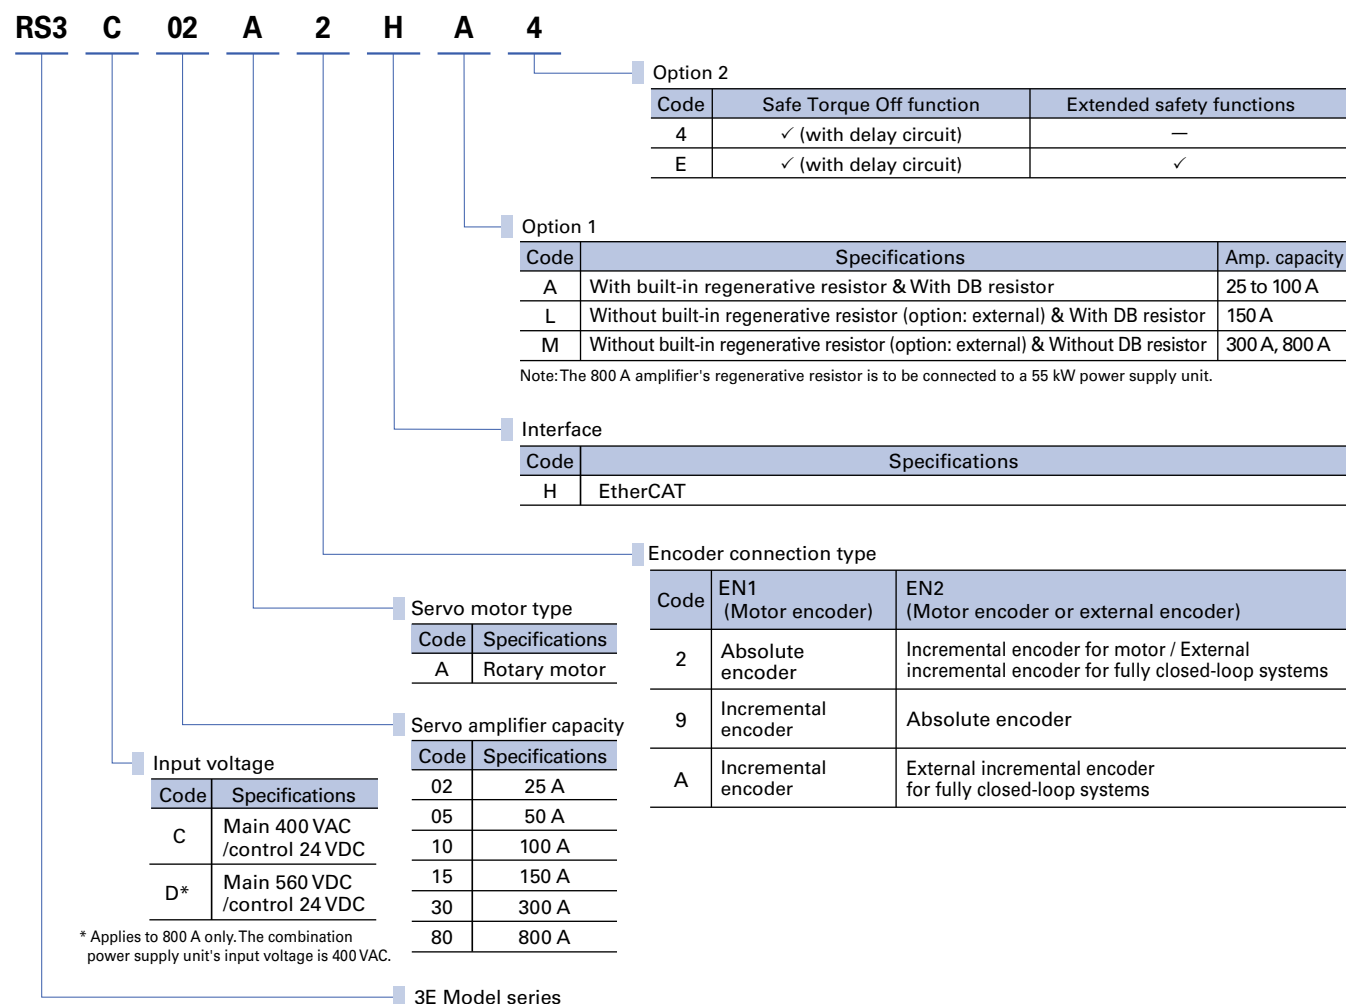 RS3 C 02 A 2 H A 4
Option 2
Code Safe Torque Off function Extended safety functions
4 ✓ (with delay circuit) —
E ✓ (with delay circuit) ✓
Option 1
Code Specifications Amp. capacity
A With built-in regenerative resistor & With DB resistor 25 to 100 A
L Without built-in regenerative resistor (option: external) & With DB resistor 150 A
M Without built-in regenerative resistor (option: external) & Without DB resistor 300 A, 800 A
Note: The 800 A amplifier's regenerative resistor is to be connected to a 55 kW power supply unit.
Interface
Code Specifications
H EtherCAT
Encoder connection type
Code EN1 (Motor encoder) EN2 (Motor encoder or external encoder)
2 Absolute encoder Incremental encoder for motor / External incremental encoder for fully closed-loop systems
9 Incremental encoder Absolute encoder
A Incremental encoder External incremental encoder for fully closed-loop systems
Servo motor type
Code Specifications
A Rotary motor
Servo amplifier capacity
Code Specifications
02 25 A
05 50 A
10 100 A
15 150 A
30 300 A
80 800 A
Input voltage
Code Specifications
C Main 400 VAC /control 24 VDC
D* Main 560 VDC /control 24 VDC
* Applies to 800 A only. The combination
power supply unit's input voltage is 400 VAC.
3E Model series